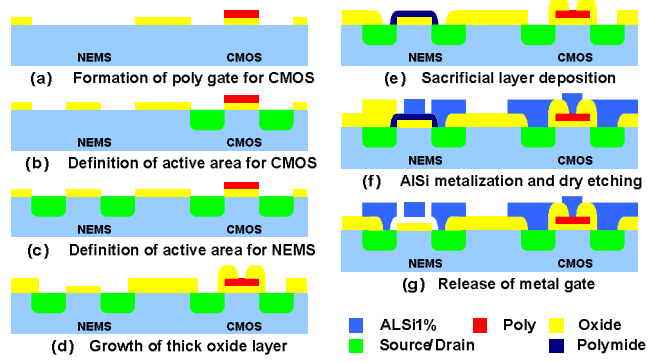 NEMS CMOS
(a) Formation of poly gate for CMOS
NEMS CMOS
(b) Definition of active area for CMOS
NEMS CMOS
(c) Definition of active area for NEMS
NEMS CMOS
(d) Growth of thick oxide layer
NEMS CMOS
(e) Sacrificial layer deposition
NEMS CMOS
(f) AlSi metalization and dry etching
NEMS CMOS
(g) Release of metal gate
ALSi1% Poly Oxide
Source/Drain Polymide